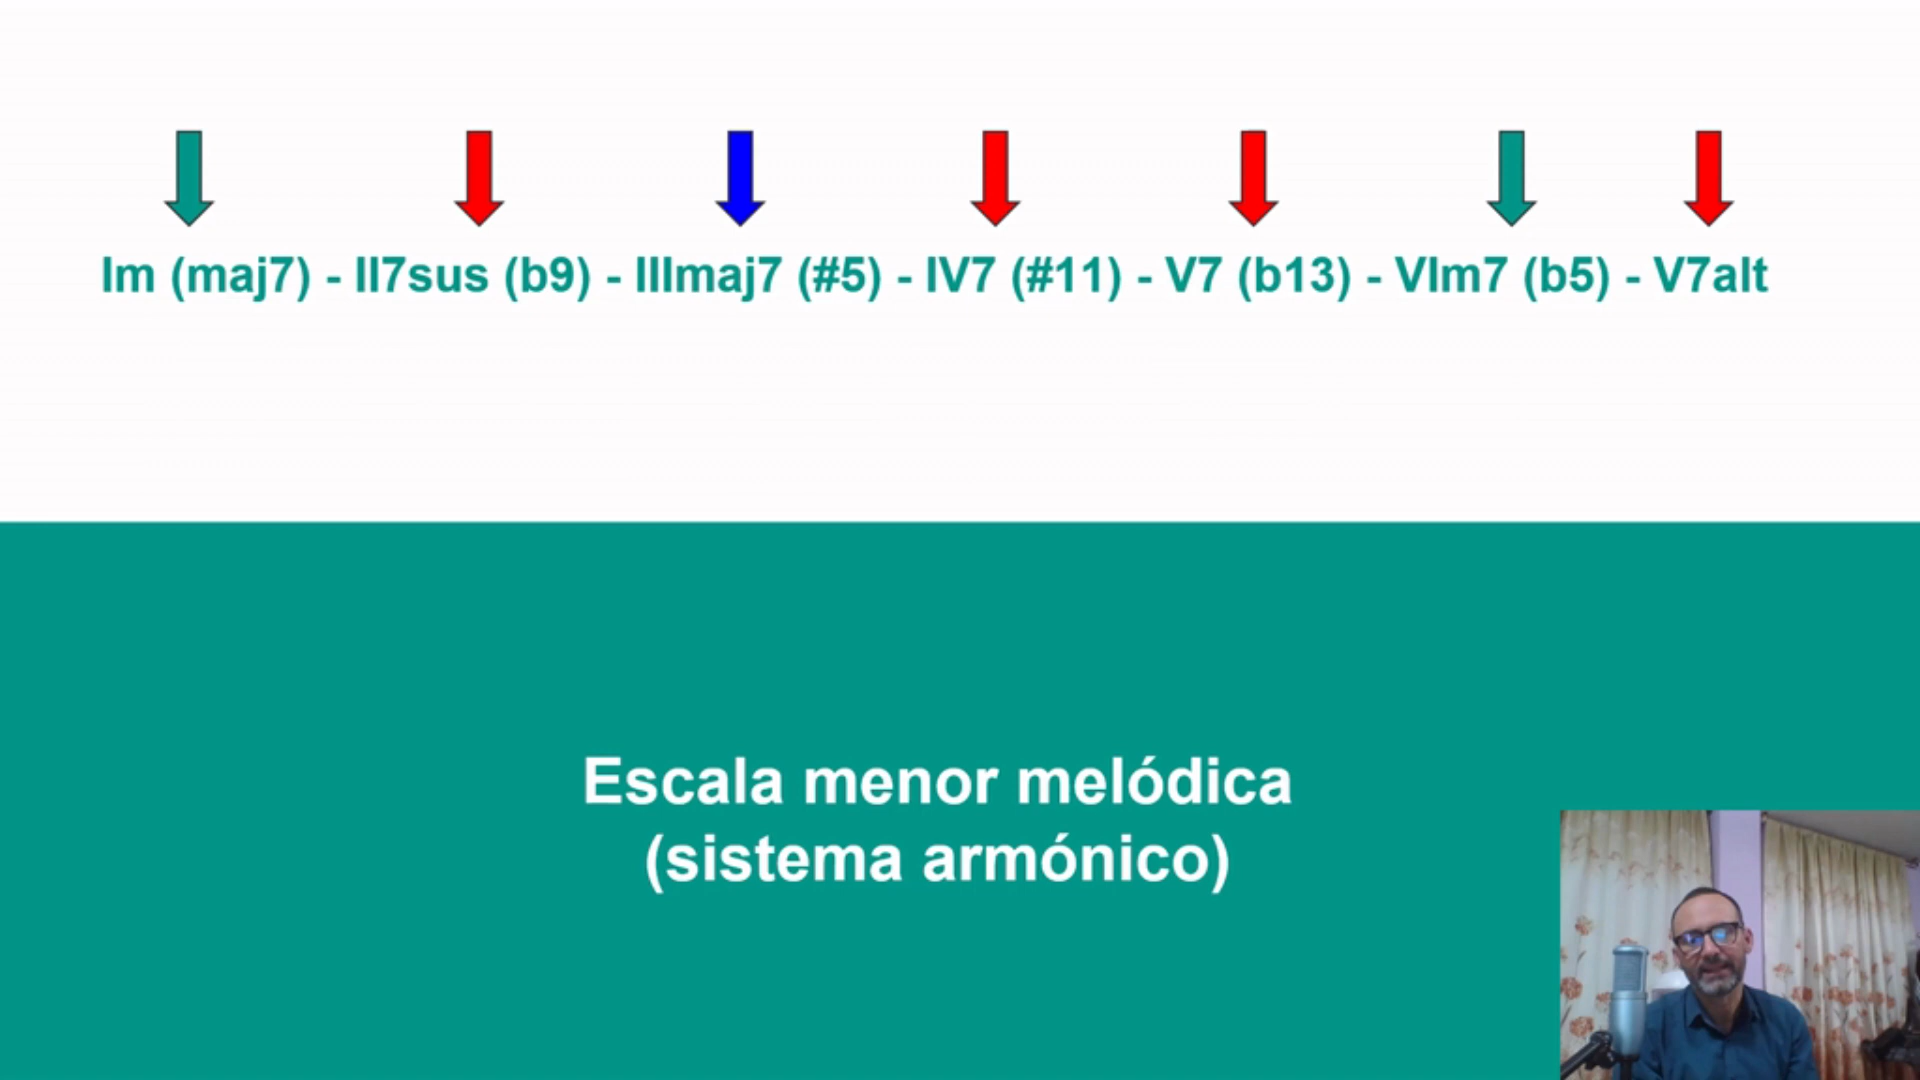 Im (maj7) - II7sus (b9) - IIImaj7 (#5) - IV7 (#11) - V7 (b13) - VIm7 (b5) - V7alt
Escala menor melódica
(sistema armónico)